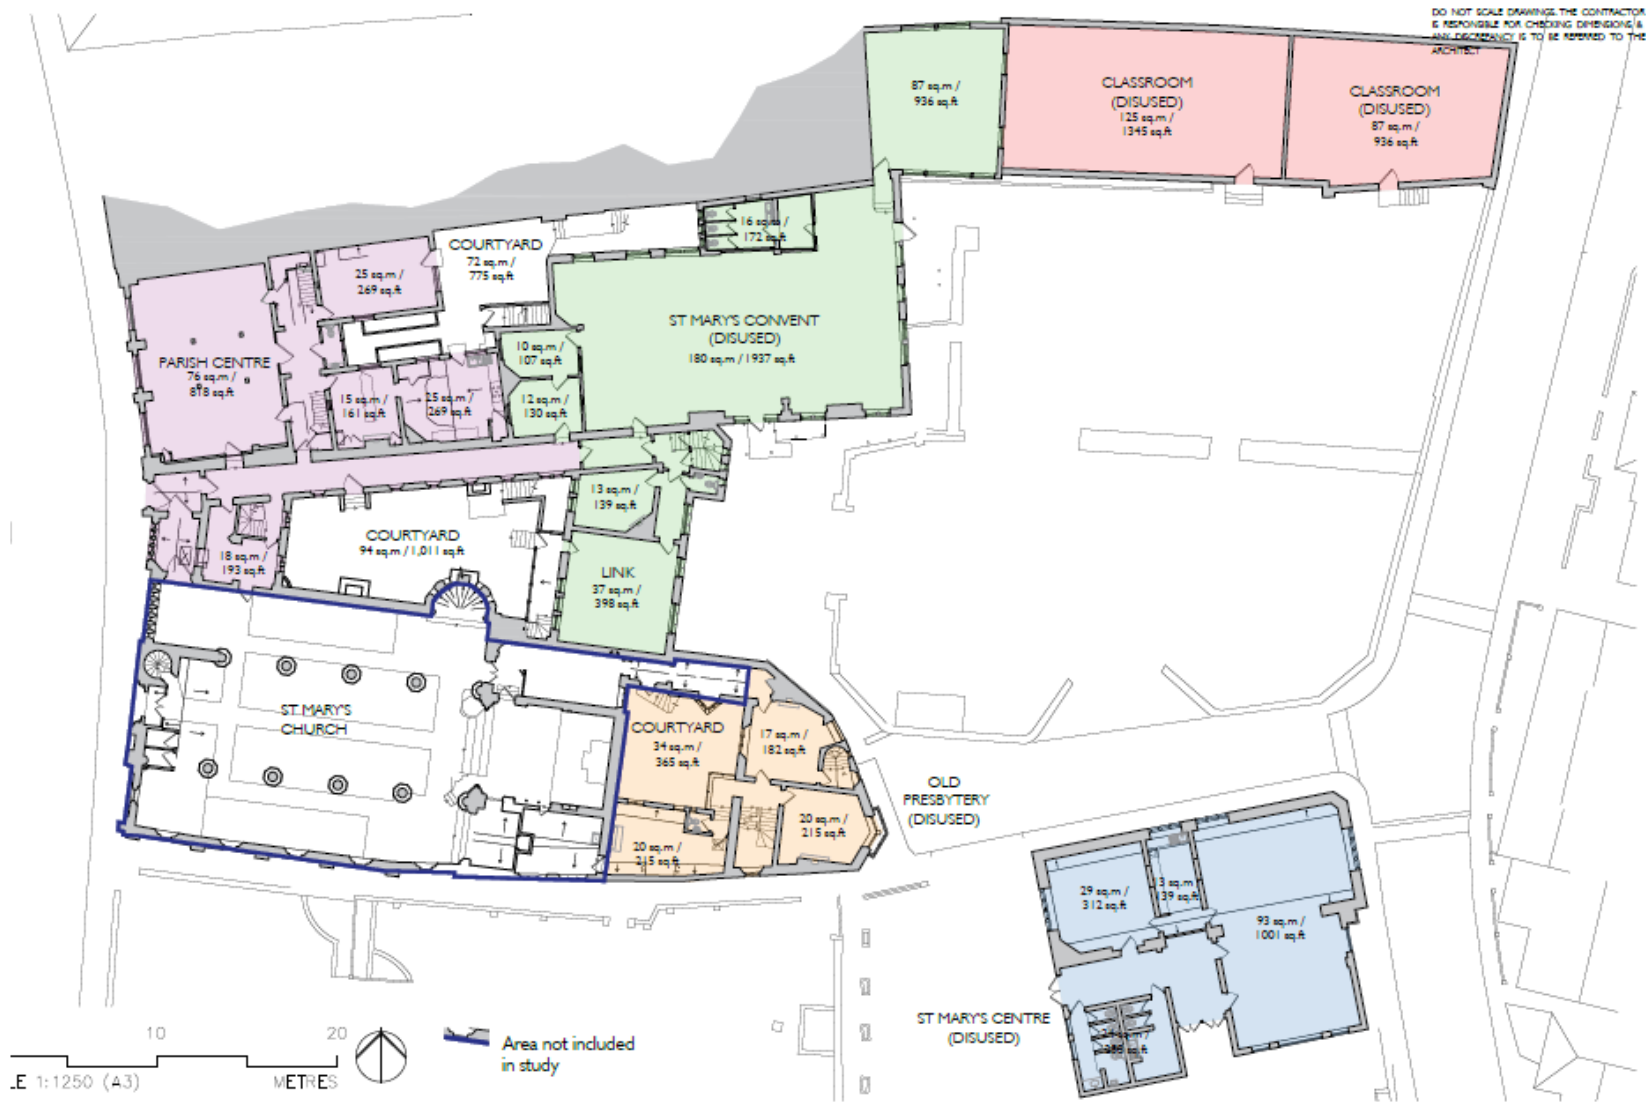 DO NOT SCALE DRAWINGS. THE CONTRACTOR
IS RESPONSIBLE FOR CHECKING DIMENSIONS &
ANY DISCREPANCY IS TO BE REFERRED TO THE
ARCHITECT
87 sq.m /
936 sq.ft
CLASSROOM
(DISUSED)
125 sq.m /
1345 sq.ft
CLASSROOM
(DISUSED)
87 sq.m /
936 sq.ft
16 sq.m /
172 sq.ft
COURTYARD
72 sq.m /
775 sq.ft
25 sq.m /
269 sq.ft
ST MARY'S CONVENT
(DISUSED)
180 sq.m / 1937 sq.ft
10 sq.m /
107 sq.ft
PARISH CENTRE
76 sq.m /
818 sq.ft
15 sq.m /
161 sq.ft
25 sq.m /
269 sq.ft
12 sq.m /
130 sq.ft
13 sq.m /
139 sq.ft
COURTYARD
94 sq.m / 1,011 sq.ft
18 sq.m /
193 sq.ft
LINK
37 sq.m /
398 sq.ft
ST MARY'S
CHURCH
COURTYARD
34 sq.m /
365 sq.ft
17 sq.m /
182 sq.ft
OLD
PRESBYTERY
(DISUSED)
20 sq.m /
215 sq.ft
20 sq.m /
215 sq.ft
29 sq.m /
312 sq.ft
sq.m
139 sq.ft
93 sq.m /
1001 sq.ft
ST MARY'S CENTRE
(DISUSED)
sq.ft
10
20
1:1250 (A3)
METRES
Area not included
in study